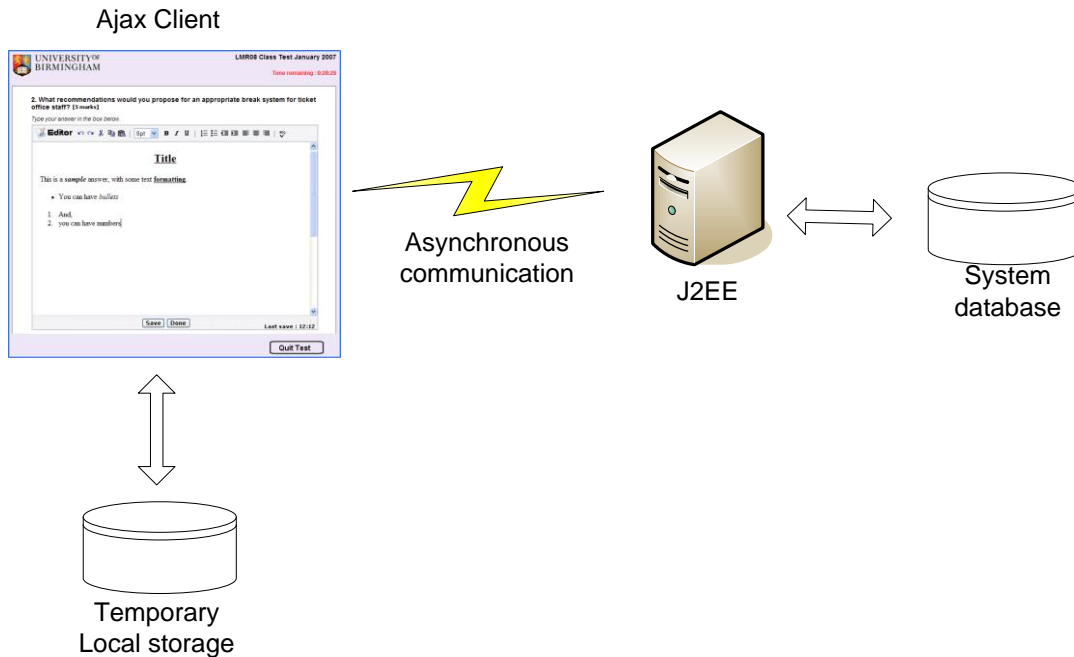 Ajax Client
UNIVERSITY OF
BIRMINGHAM
LMR08 Class Test January 2007
Time remaining : 0:28:29
2. What recommendations would you propose for an appropriate break system for ticket
office staff? [5 marks]
Type your answer in the box below.
Editor
B I U
Title
This is a sample answer, with some text formatting.
• You can have bullets
1. And,
2. you can have numbers
Save Done
Last save : 12:12
Quit Test
Asynchronous
communication
J2EE
System
database
Temporary
Local storage